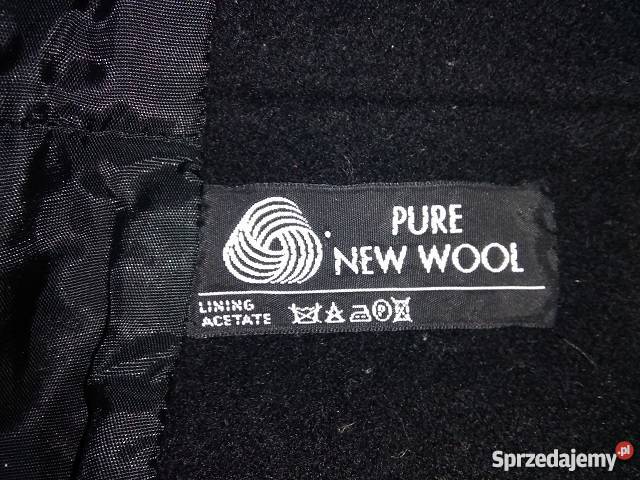 PURE
NEW WOOL
LINING
ACETATE
P
Sprzedajemy.pl